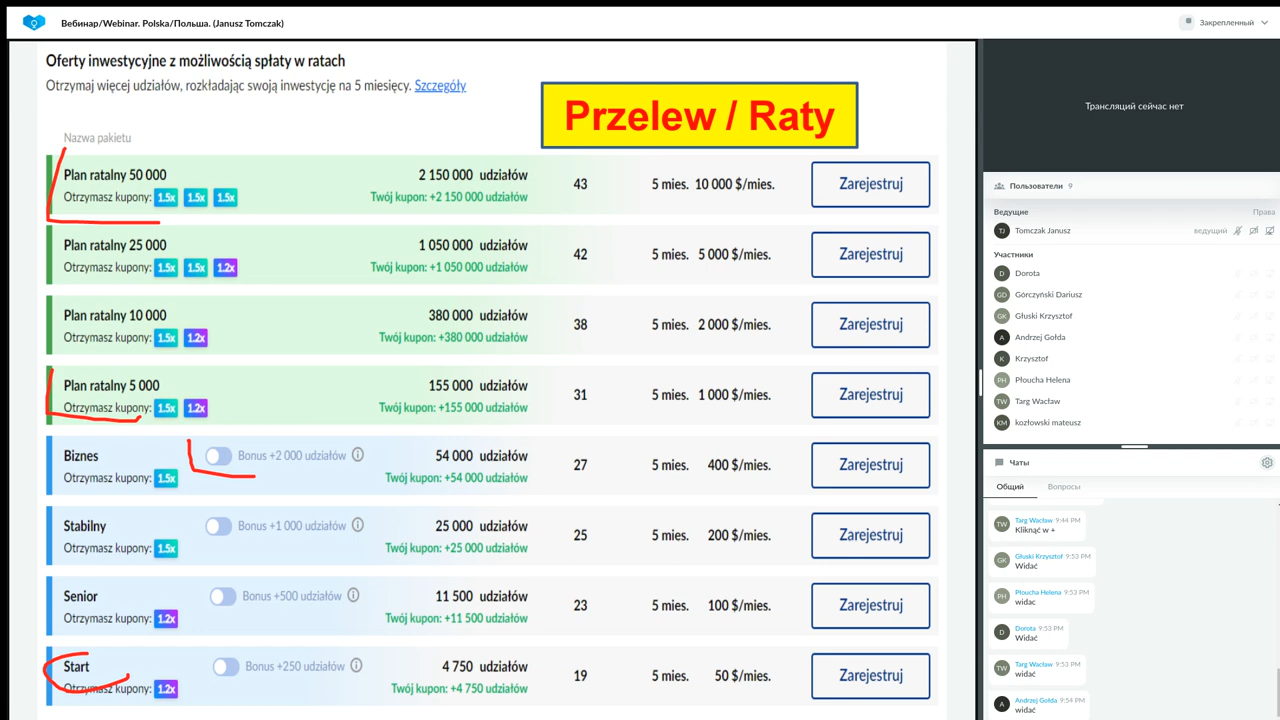 Вебинар/Webinar. Polska/Польша. (Janusz Tomczak)
Закрепленный
Oferty inwestycyjne z możliwością spłaty w ratach
Otrzymaj więcej udziałów, rozkładając swoją inwestycję na 5 miesięcy. Szczegóły
Przelew / Raty
Nazwa pakietu
Plan ratalny 50 000 2 150 000 udziałów 43 5 mies. 10 000 $/mies. Zarejestruj
Otrzymasz kupony: 1.5x 1.5x 1.5x Twój kupon: +2 150 000 udziałów
Plan ratalny 25 000 1 050 000 udziałów 42 5 mies. 5 000 $/mies. Zarejestruj
Otrzymasz kupony: 1.5x 1.5x 1.2x Twój kupon: +1 050 000 udziałów
Plan ratalny 10 000 380 000 udziałów 38 5 mies. 2 000 $/mies. Zarejestruj
Otrzymasz kupony: 1.5x 1.2x Twój kupon: +380 000 udziałów
Plan ratalny 5 000 155 000 udziałów 31 5 mies. 1 000 $/mies. Zarejestruj
Otrzymasz kupony: 1.5x 1.2x Twój kupon: +155 000 udziałów
Biznes Bonus +2 000 udziałów 54 000 udziałów 27 5 mies. 400 $/mies. Zarejestruj
Otrzymasz kupony: 1.5x Twój kupon: +54 000 udziałów
Stabilny Bonus +1 000 udziałów 25 000 udziałów 25 5 mies. 200 $/mies. Zarejestruj
Otrzymasz kupony: 1.5x Twój kupon: +25 000 udziałów
Senior Bonus +500 udziałów 11 500 udziałów 23 5 mies. 100 $/mies. Zarejestruj
Otrzymasz kupony: 1.2x Twój kupon: +11 500 udziałów
Start Bonus +250 udziałów 4 750 udziałów 19 5 mies. 50 $/mies. Zarejestruj
Otrzymasz kupony: 1.2x Twój kupon: +4 750 udziałów
Трансляций сейчас нет
Пользователи 9
Ведущие Права
TJ Tomczak Janusz ведущий
Участники
D Dorota
GD Górczyński Dariusz
GK Głuski Krzysztof
A Andrzej Gołda
K Krzysztof
PH Płoucha Helena
TW Targ Wacław
KM kozłowski mateusz
Чаты
Общий Вопросы
TW Targ Wacław 9:44 PM
Kliknąć w +
GK Głuski Krzysztof 9:53 PM
Widać
PH Płoucha Helena 9:53 PM
widac
D Dorota 9:53 PM
Widać
TW Targ Wacław 9:53 PM
widać
A Andrzej Gołda 9:54 PM
widać